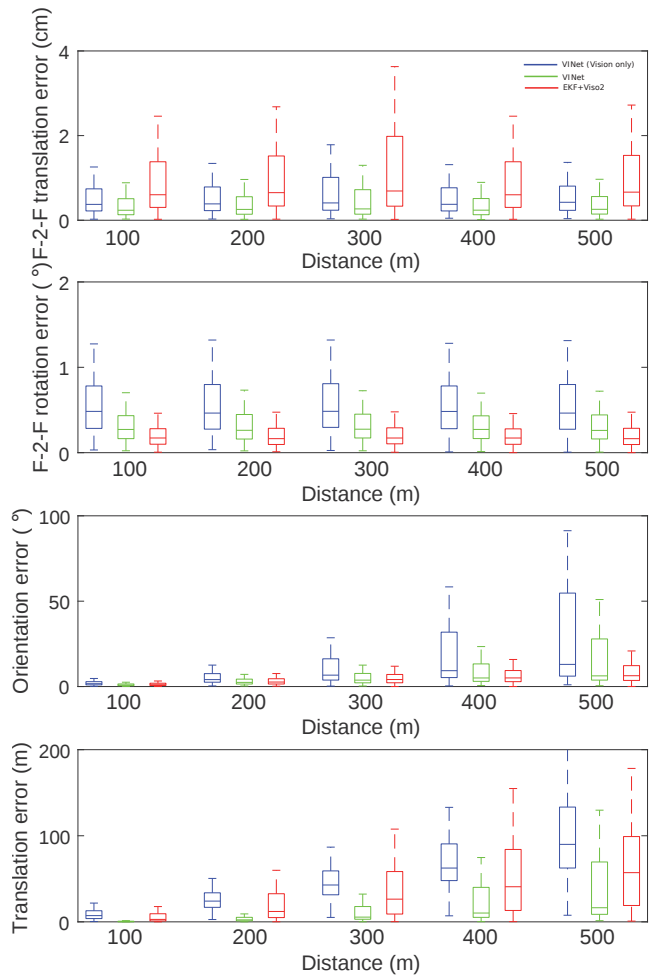 F-2-F translation error (cm)
4
2
0
VINet (Vision only)
VINet
EKF+Viso2
100 200 300 400 500
Distance (m)
F-2-F rotation error ( °)
2
1
0
100 200 300 400 500
Distance (m)
Orientation error ( °)
100
50
0
100 200 300 400 500
Distance (m)
Translation error (m)
200
100
0
100 200 300 400 500
Distance (m)